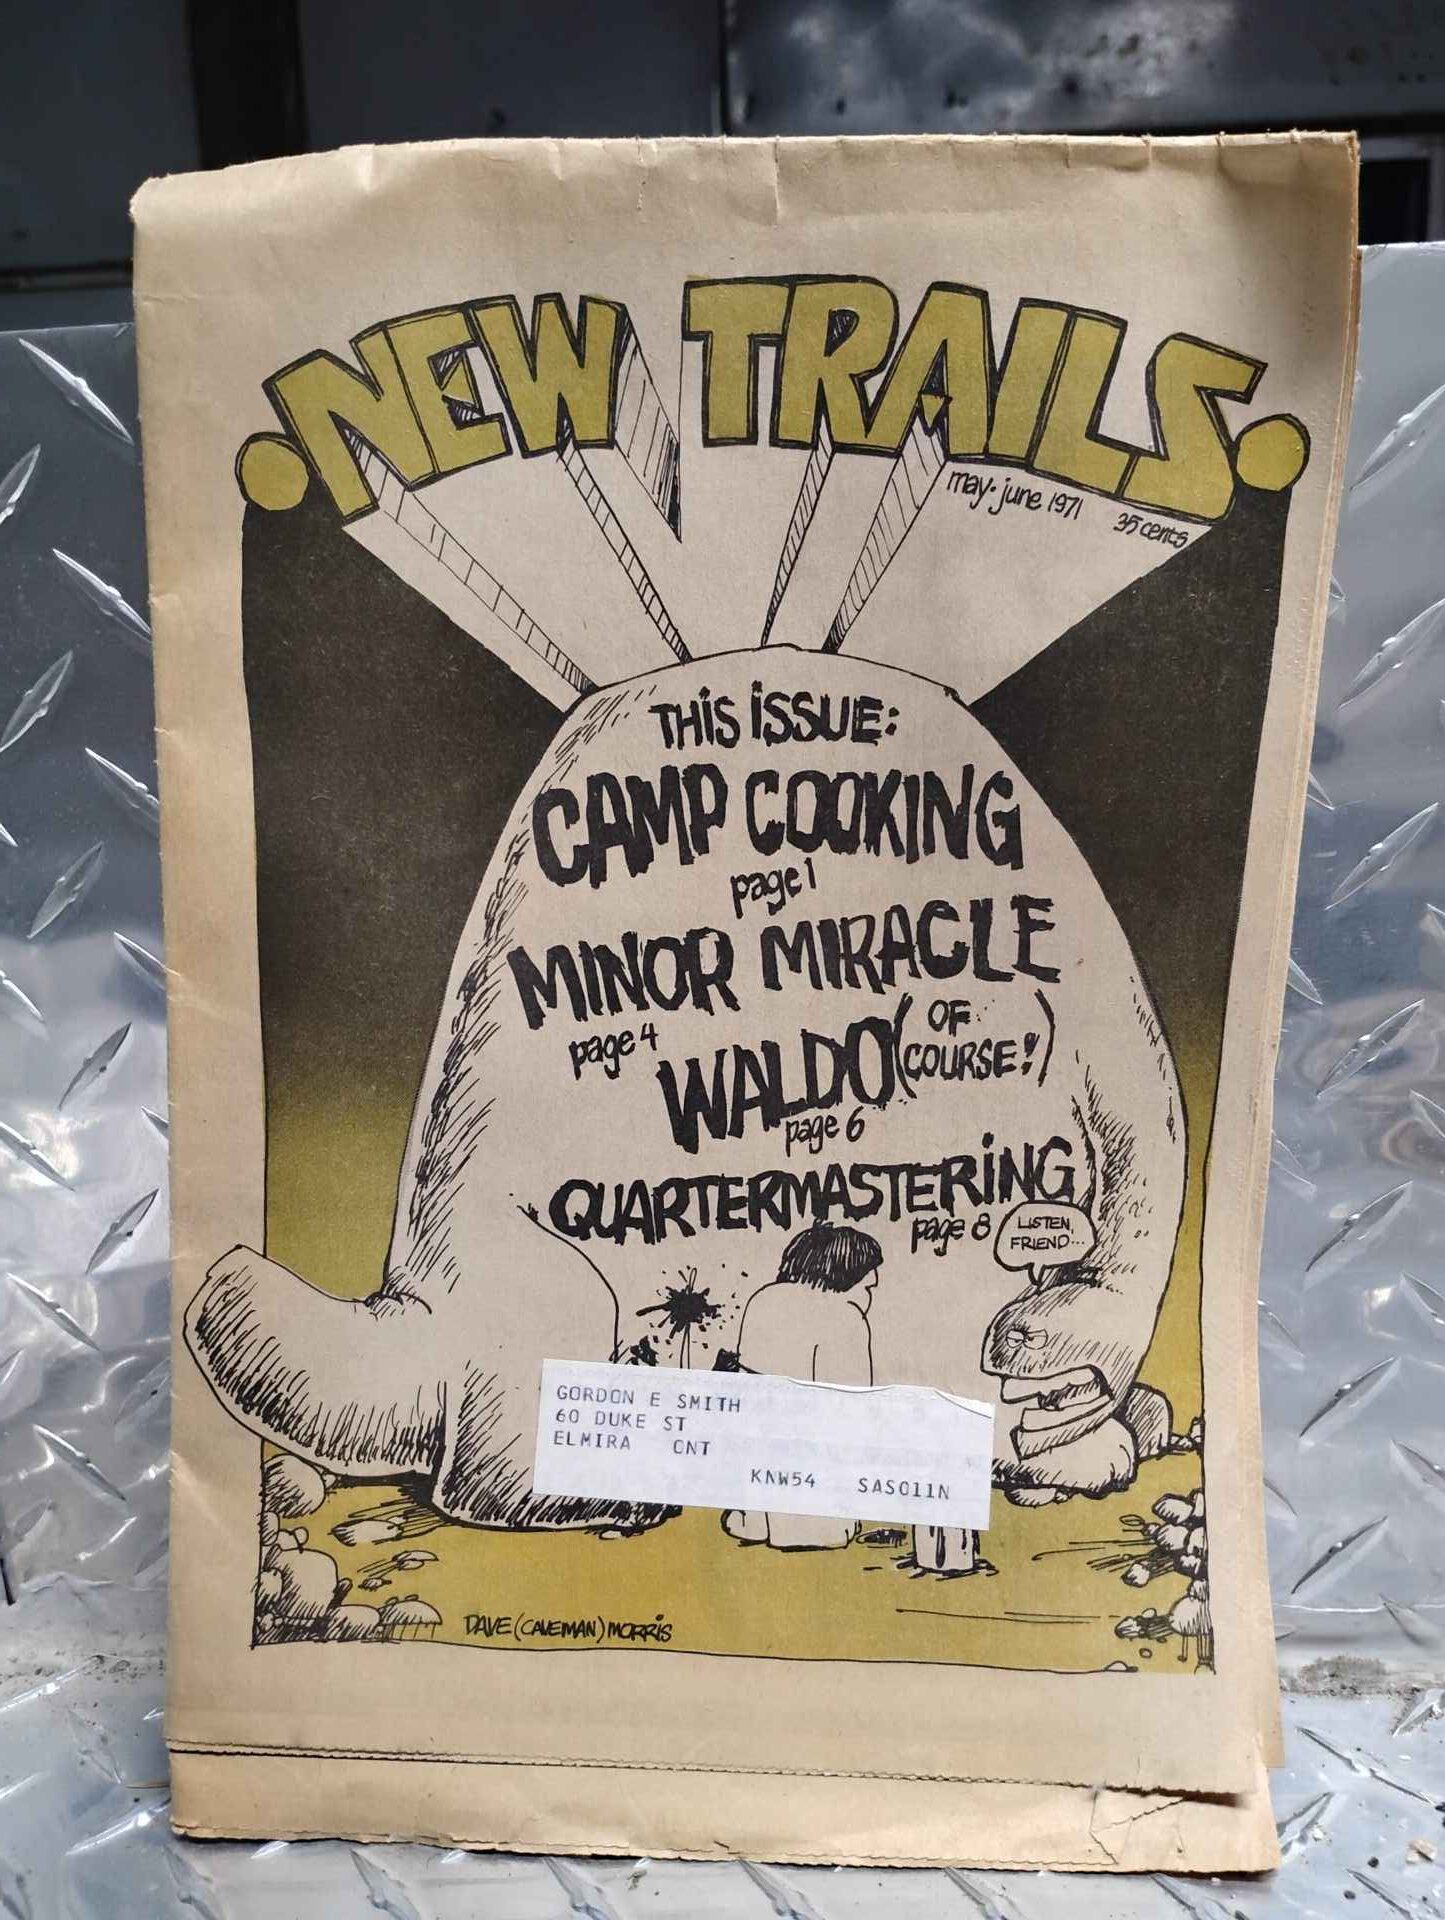 •NEW TRAILS•
may·june 1971 35 cents
THIS ISSUE:
CAMP COOKING
page 1
MINOR MIRACLE
page 4
WALDO (OF COURSE!)
page 6
QUARTERMASTERING
page 8
LISTEN,
FRIEND...
GORDON E SMITH
60 DUKE ST
ELMIRA ONT
KNW54 SAS011N
DAVE (CAVEMAN) MORRIS